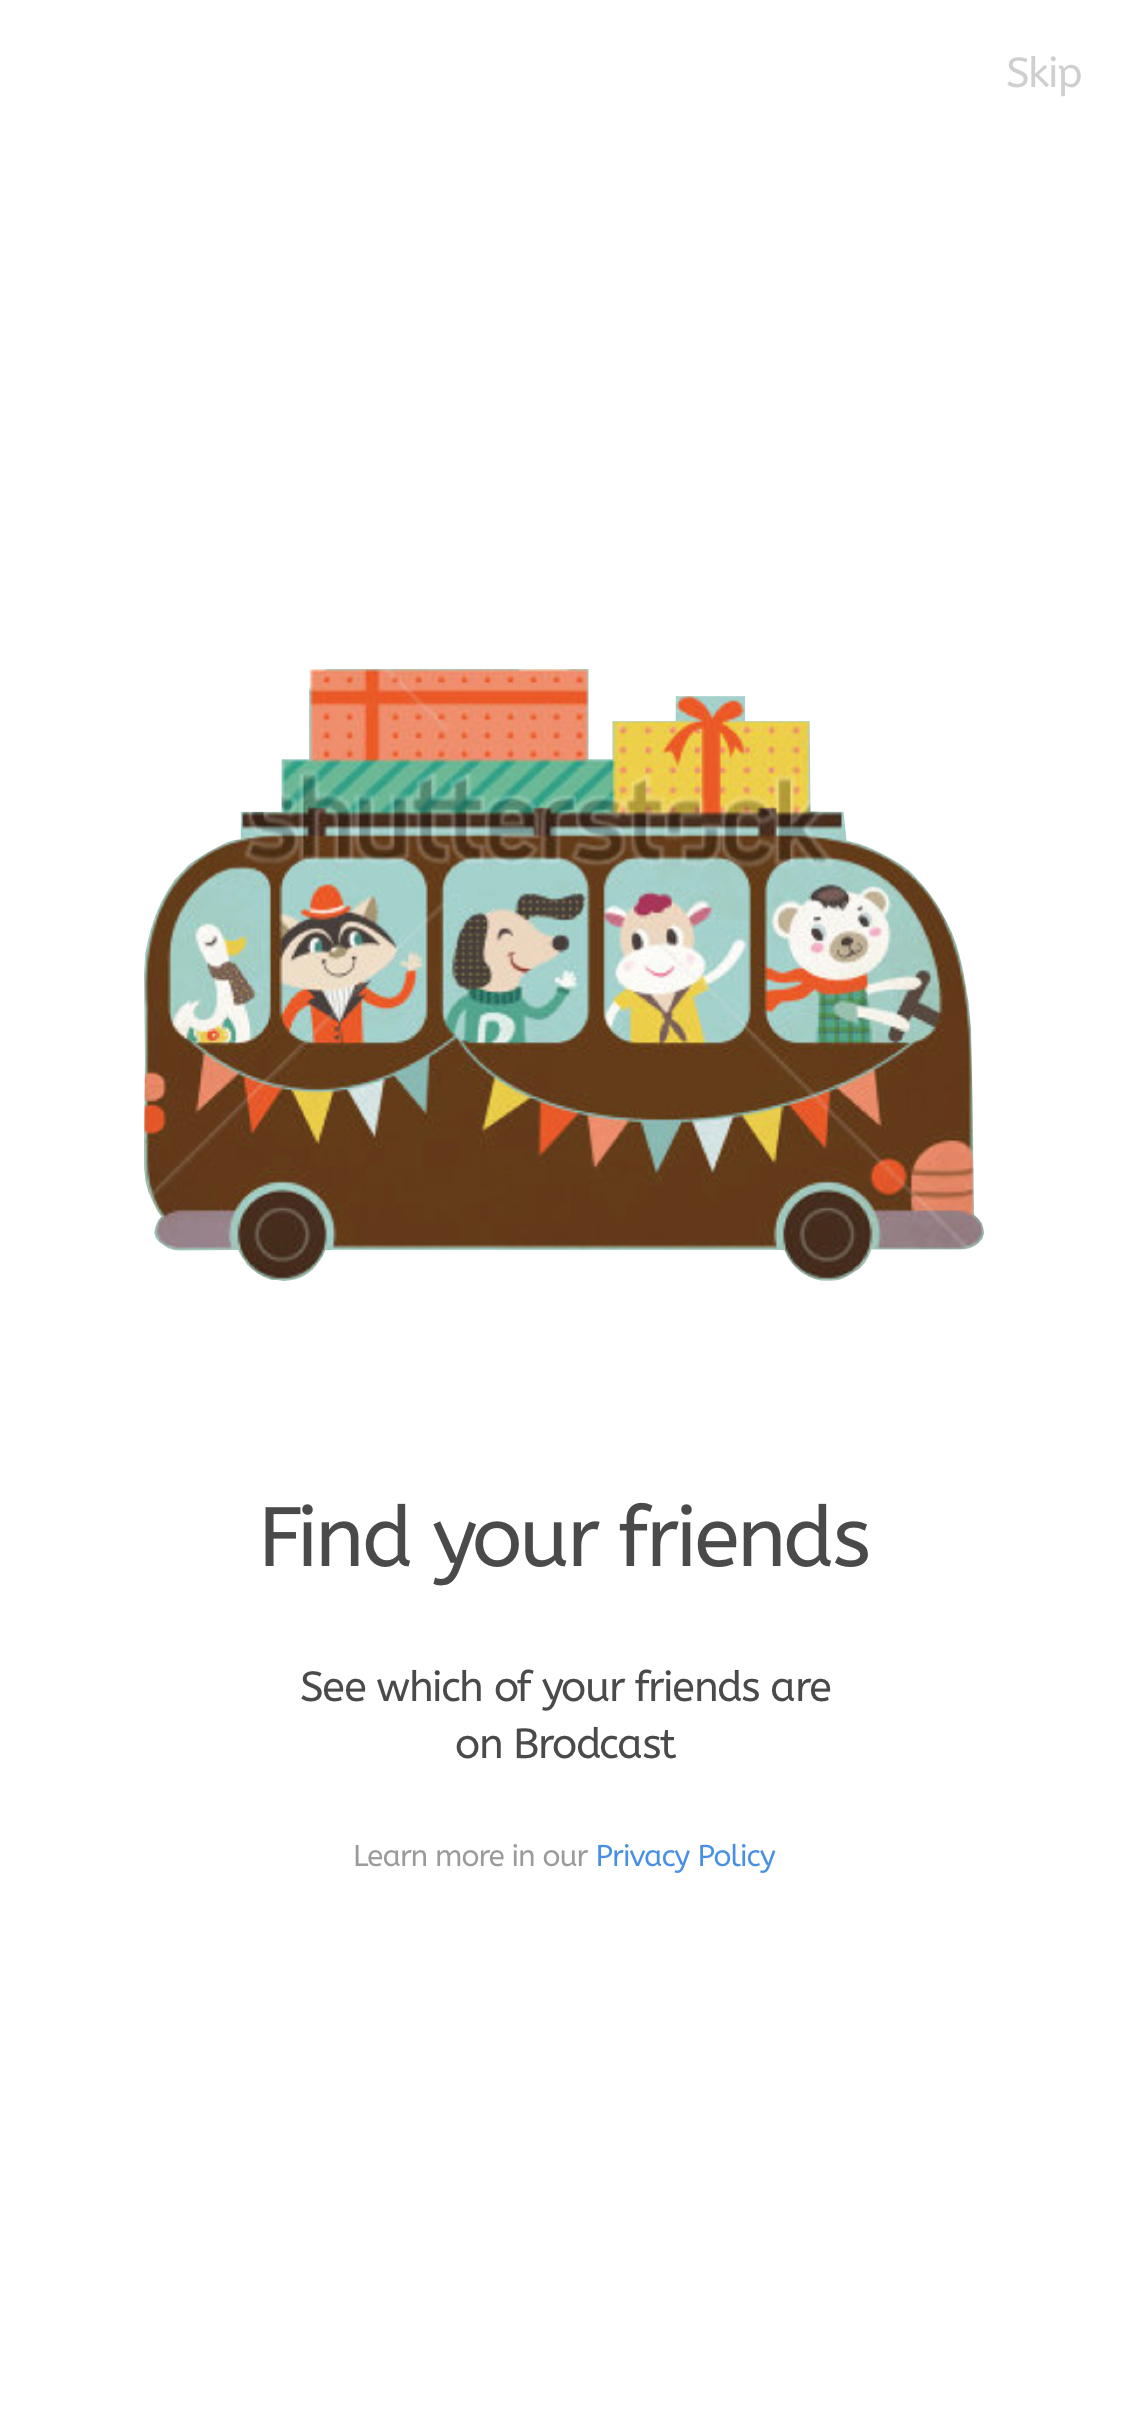 Skip
shutterstock
D
Find your friends
See which of your friends are
on Brodcast
Learn more in our Privacy Policy